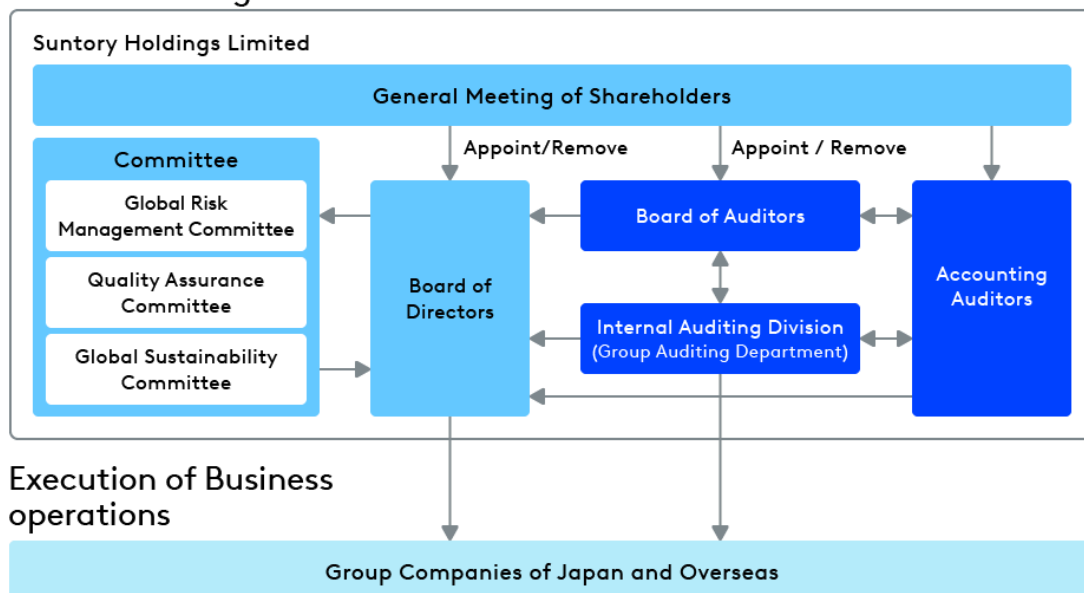 Suntory Holdings Limited
General Meeting of Shareholders
Appoint/Remove
Appoint / Remove
Committee
Global Risk
Management Committee
Quality Assurance
Committee
Global Sustainability
Committee
Board of
Directors
Board of Auditors
Internal Auditing Division
(Group Auditing Department)
Accounting
Auditors
Execution of Business
operations
Group Companies of Japan and Overseas